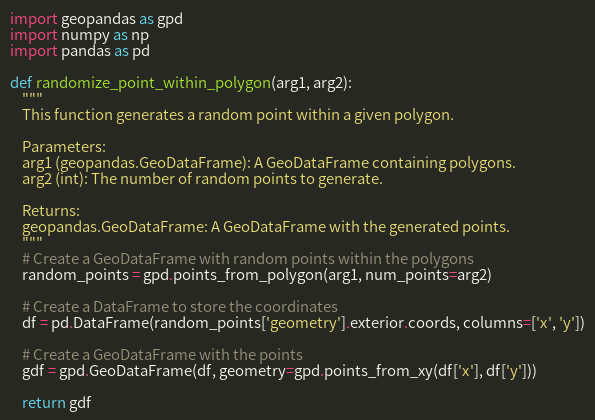 import geopandas as gpd
import numpy as np
import pandas as pd

def randomize_point_within_polygon(arg1, arg2):
    """
    This function generates a random point within a given polygon.

    Parameters:
    arg1 (geopandas.GeoDataFrame): A GeoDataFrame containing polygons.
    arg2 (int): The number of random points to generate.

    Returns:
    geopandas.GeoDataFrame: A GeoDataFrame with the generated points.
    """
    # Create a GeoDataFrame with random points within the polygons
    random_points = gpd.points_from_polygon(arg1, num_points=arg2)

    # Create a DataFrame to store the coordinates
    df = pd.DataFrame(random_points['geometry'].exterior.coords, columns=['x', 'y'])

    # Create a GeoDataFrame with the points
    gdf = gpd.GeoDataFrame(df, geometry=gpd.points_from_xy(df['x'], df['y']))

    return gdf